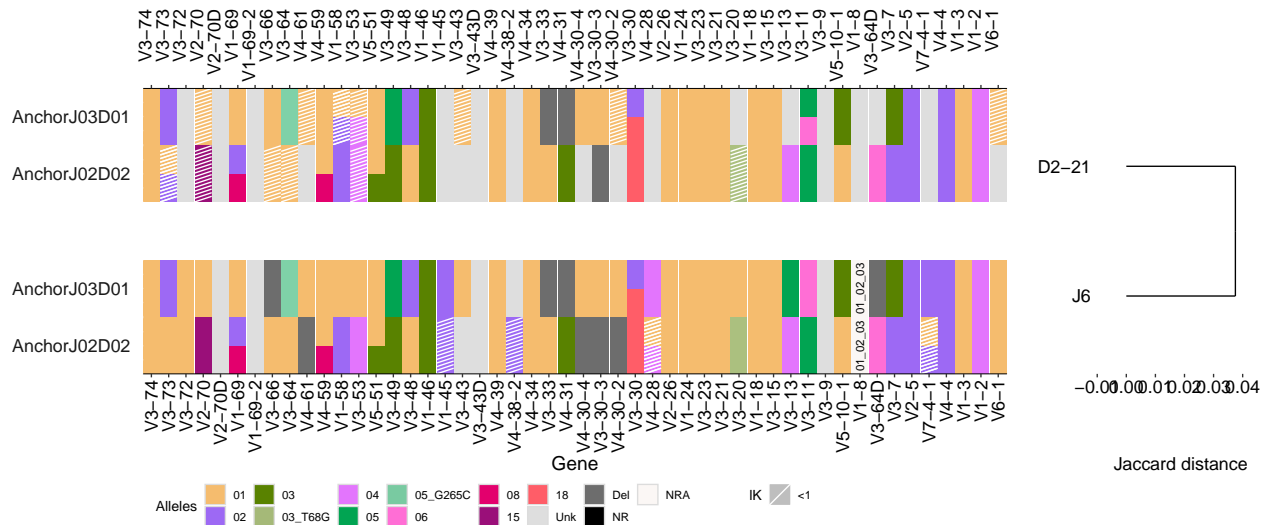 V3−74
V3−73
V3−72
V2−70
V2−70D
V1−69
V1−69−2
V3−66
V3−64
V4−61
V4−59
V1−58
V3−53
V5−51
V3−49
V3−48
V1−46
V1−45
V3−43
V3−43D
V4−39
V4−38−2
V4−34
V3−33
V4−31
V4−30−4
V3−30−3
V4−30−2
V3−30
V4−28
V2−26
V1−24
V3−23
V3−21
V3−20
V1−18
V3−15
V3−13
V3−11
V3−9
V5−10−1
V1−8
V3−64D
V3−7
V2−5
V7−4−1
V4−4
V1−3
V1−2
V6−1
AnchorJ03D01
AnchorJ02D02
D2−21
J6
AnchorJ03D01
AnchorJ02D02
01_02_03
01_02_03
V3−74
V3−73
V3−72
V2−70
V2−70D
V1−69
V1−69−2
V3−66
V3−64
V4−61
V4−59
V1−58
V3−53
V5−51
V3−49
V3−48
V1−46
V1−45
V3−43
V3−43D
V4−39
V4−38−2
V4−34
V3−33
V4−31
V4−30−4
V3−30−3
V4−30−2
V3−30
V4−28
V2−26
V1−24
V3−23
V3−21
V3−20
V1−18
V3−15
V3−13
V3−11
V3−9
V5−10−1
V1−8
V3−64D
V3−7
V2−5
V7−4−1
V4−4
V1−3
V1−2
V6−1
Gene
0.00 0.01 0.02 0.03 0.04
Jaccard distance
Alleles
01 03 04 05_G265C 08 18 Del NRA
02 03_T68G 05 06 15 Unk NR
IK <1